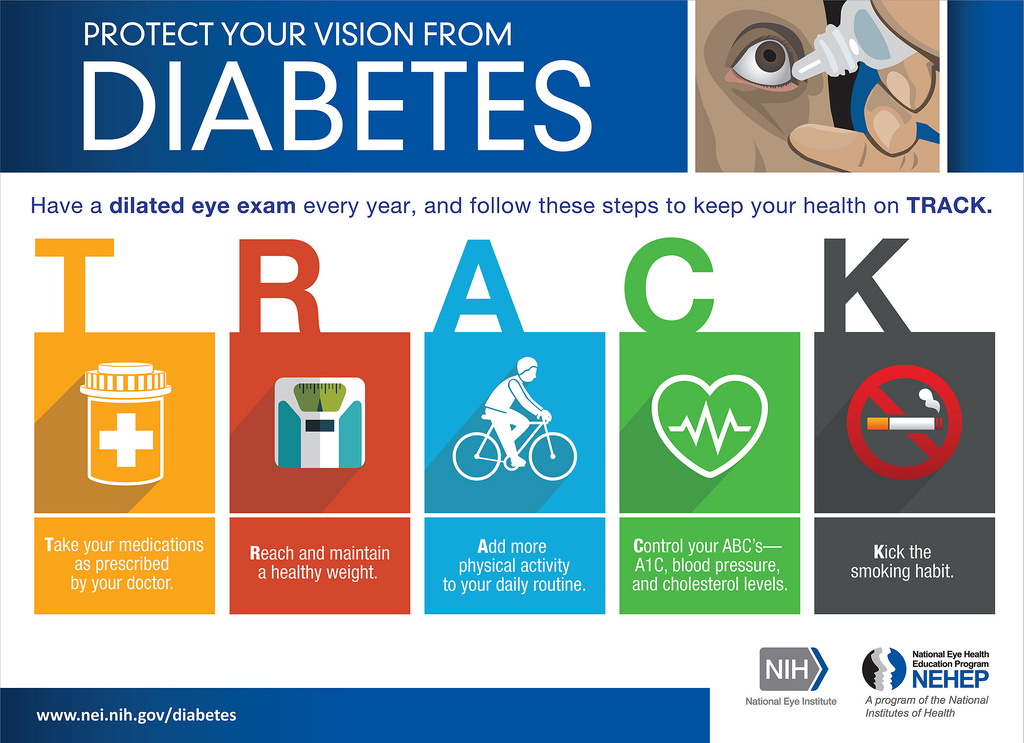 PROTECT YOUR VISION FROM
DIABETES
Have a dilated eye exam every year, and follow these steps to keep your health on TRACK.
T
R
A
C
K
Take your medications
as prescribed
by your doctor.
Reach and maintain
a healthy weight.
Add more
physical activity
to your daily routine.
Control your ABC's—
A1C, blood pressure,
and cholesterol levels.
Kick the
smoking habit.
NIH
National Eye Institute
National Eye Health
Education Program
NEHEP
A program of the National
Institutes of Health
www.nei.nih.gov/diabetes